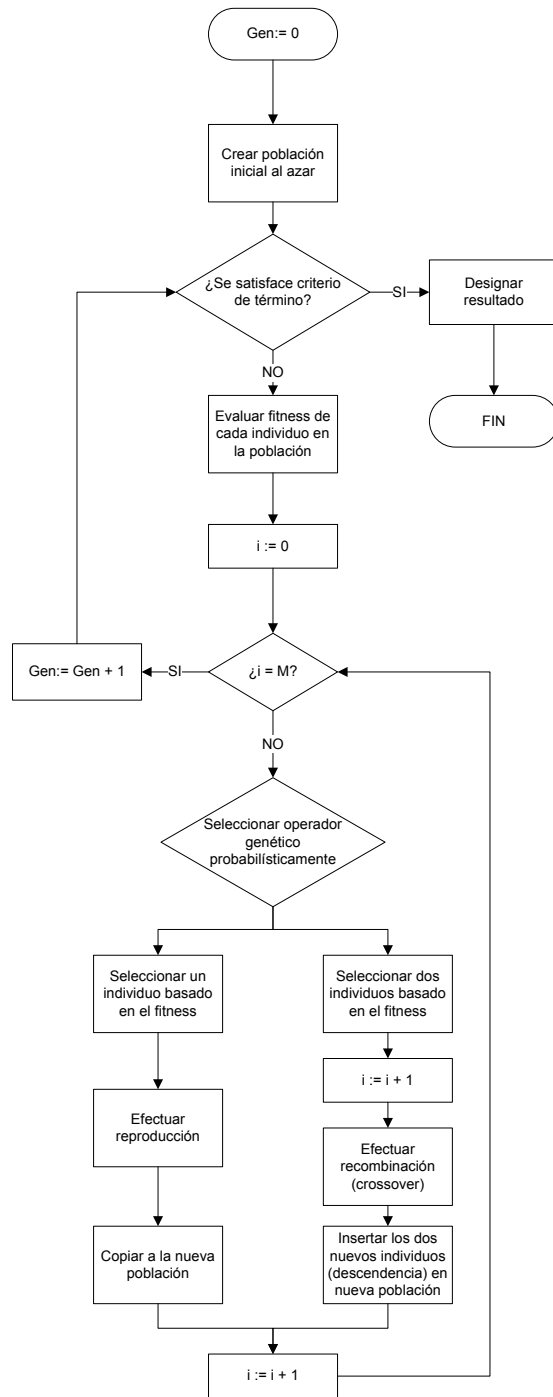 Gen:= 0
Crear población
inicial al azar
¿Se satisface criterio
de término?
SI
Designar
resultado
FIN
NO
Evaluar fitness de
cada individuo en
la población
i := 0
¿i = M?
SI
Gen:= Gen + 1
NO
Seleccionar operador
genético
probabilísticamente
Seleccionar un
individuo basado
en el fitness
Efectuar
reproducción
Copiar a la nueva
población
Seleccionar dos
individuos basado
en el fitness
i := i + 1
Efectuar
recombinación
(crossover)
Insertar los dos
nuevos individuos
(descendencia) en
nueva población
i := i + 1